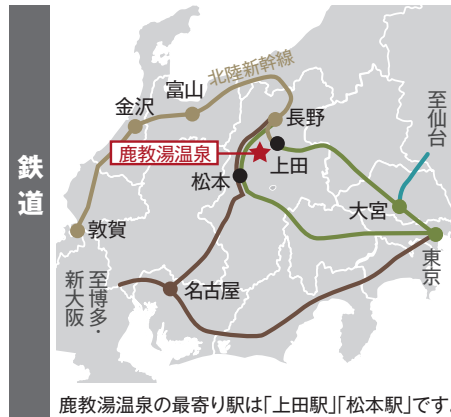 鉄道
北陸新幹線
富山
金沢
長野
至仙台
鹿教湯温泉
上田
松本
大宮
敦賀
東京
至博多・
新大阪
名古屋
鹿教湯温泉の最寄り駅は「上田駅」「松本駅」です。